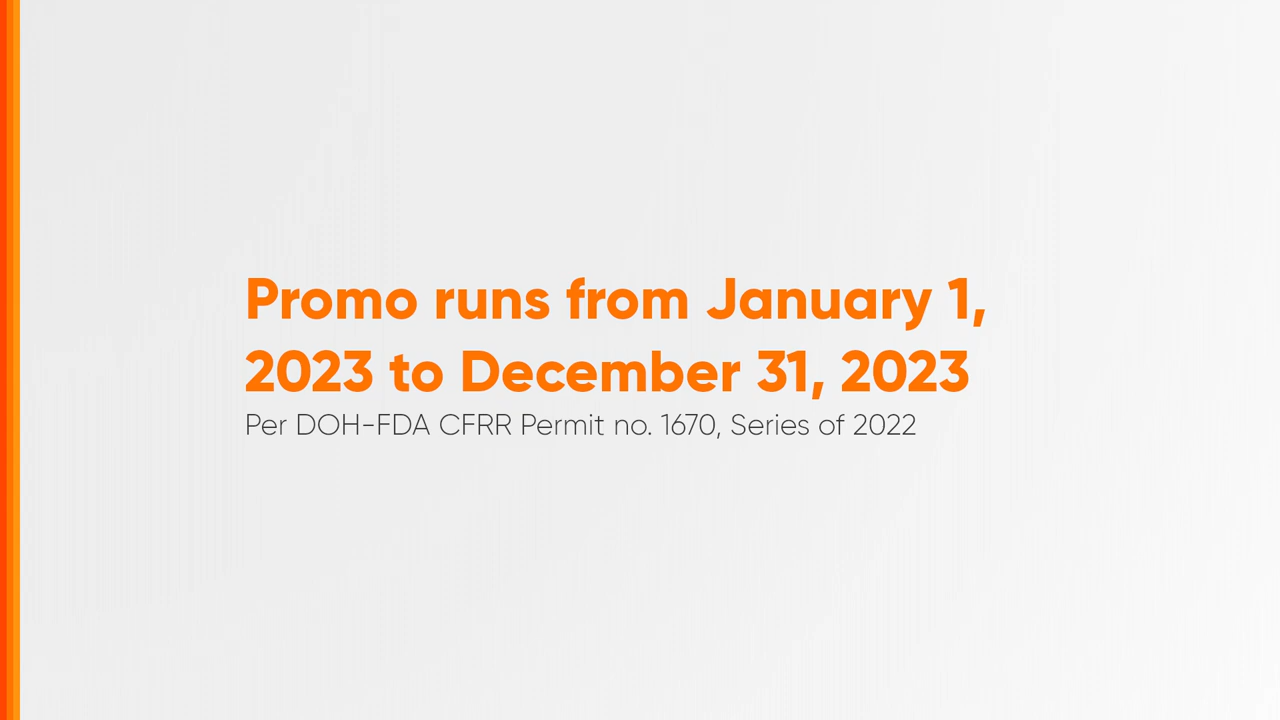 Promo runs from January 1,
2023 to December 31, 2023
Per DOH-FDA CFRR Permit no. 1670, Series of 2022